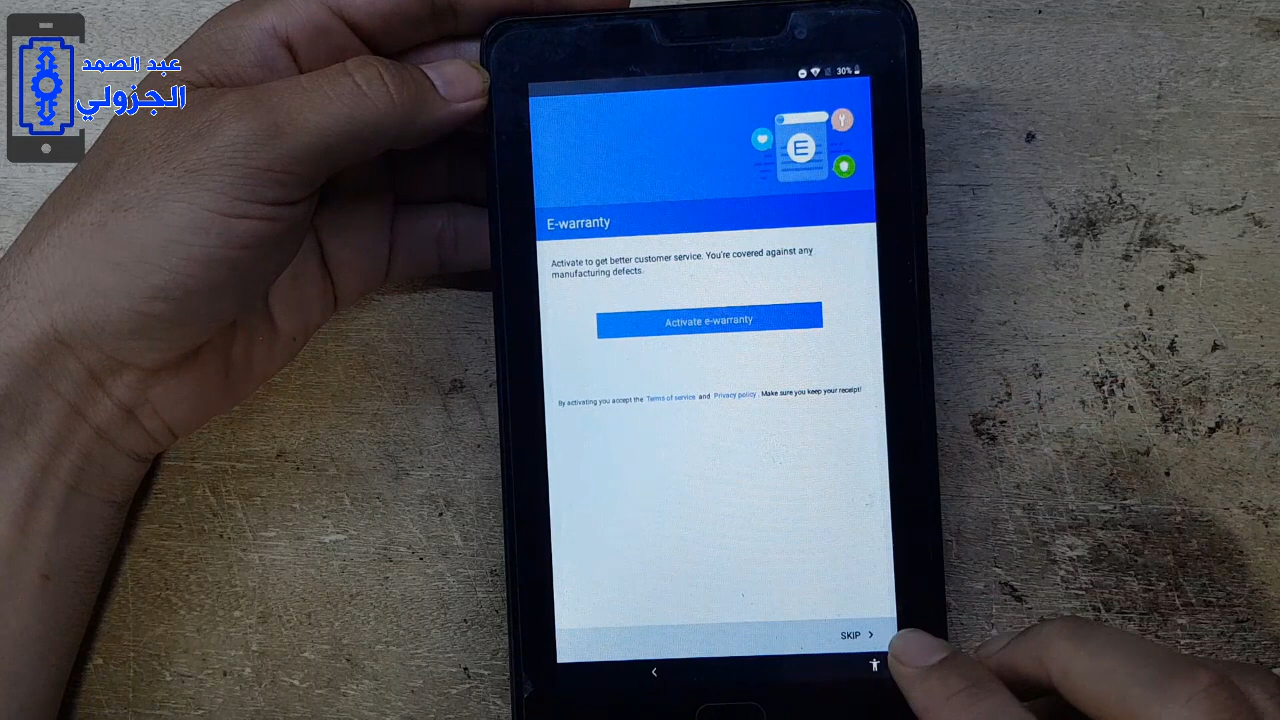 عبد الصمد
الجزولي
30%
E-warranty
Activate to get better customer service. You're covered against any
manufacturing defects.
Activate e-warranty
By activating you accept the Terms of service and Privacy policy . Make sure you keep your receipt!
SKIP >